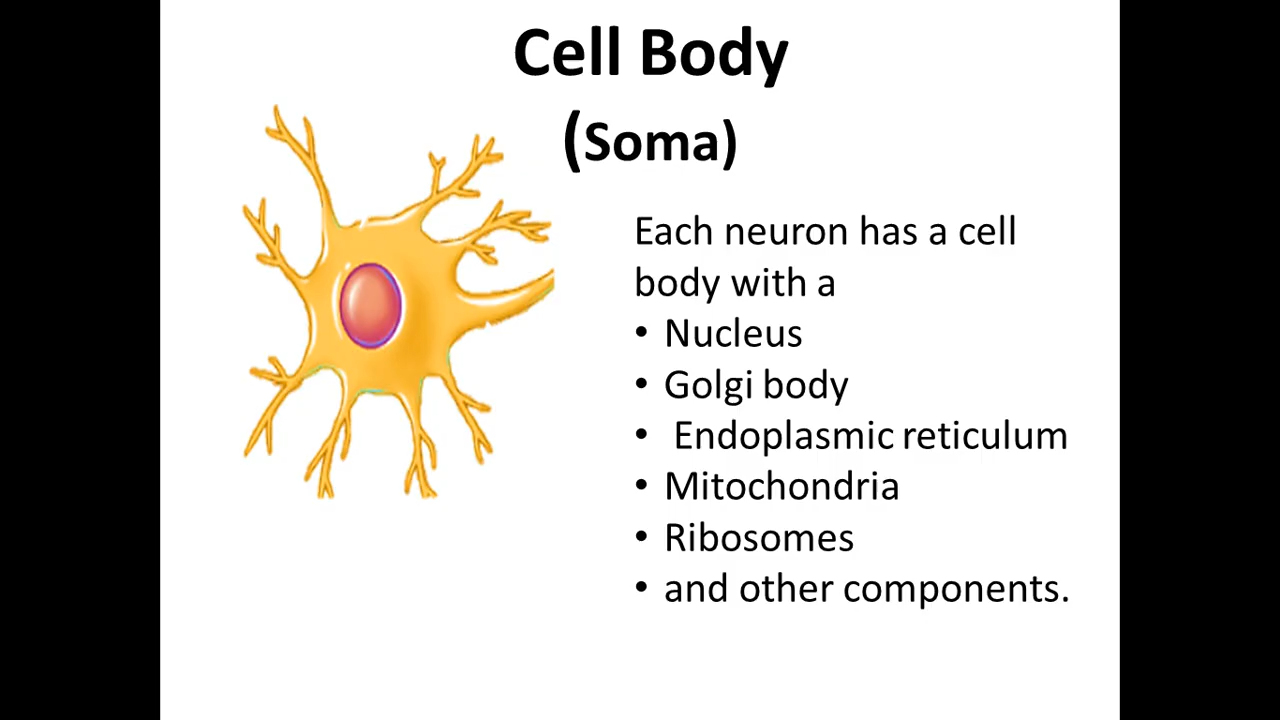 Cell Body
(Soma)
Each neuron has a cell
body with a
• Nucleus
• Golgi body
• Endoplasmic reticulum
• Mitochondria
• Ribosomes
• and other components.